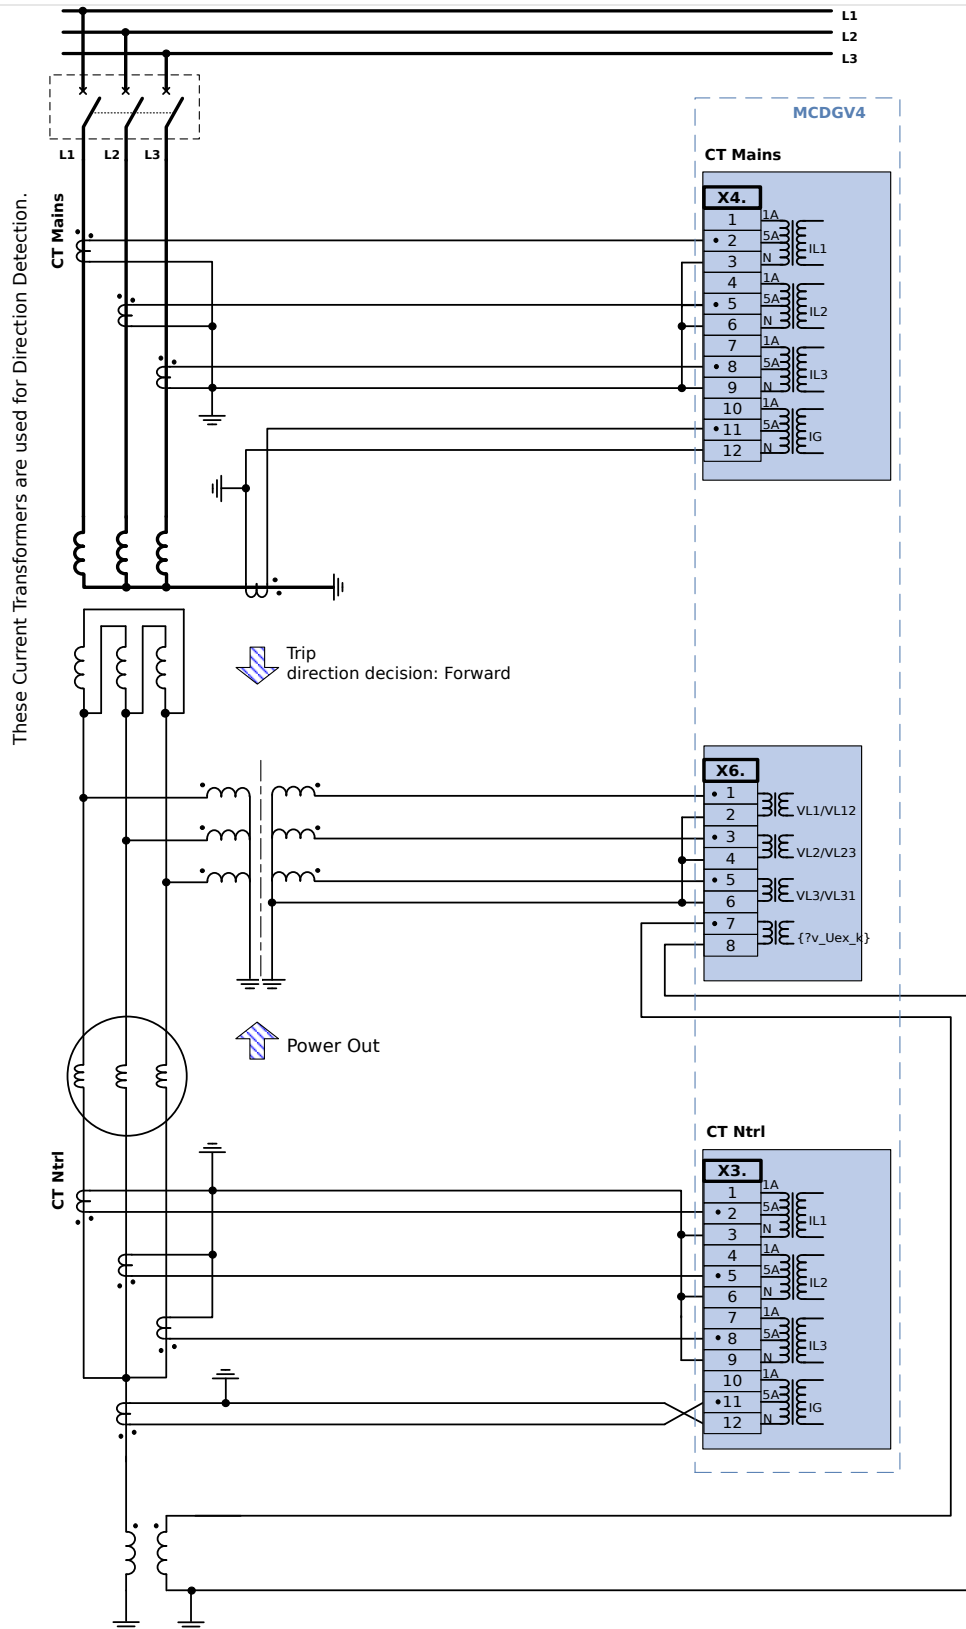 L1
L2
L3
MCDGV4
L1 L2 L3
CT Mains
These Current Transformers are used for Direction Detection.
CT Mains
X4.
1 1A
2 5A IL1
3 N
4 1A
5 5A IL2
6 N
7 1A
8 5A IL3
9 N
10 1A
11 5A IG
12 N
Trip
direction decision: Forward
X6.
1
2 VL1/VL12
3
4 VL2/VL23
5
6 VL3/VL31
7
8 {?v_Uex_k}
Power Out
CT Ntrl
CT Ntrl
X3.
1 1A
2 5A IL1
3 N
4 1A
5 5A IL2
6 N
7 1A
8 5A IL3
9 N
10 1A
11 5A IG
12 N